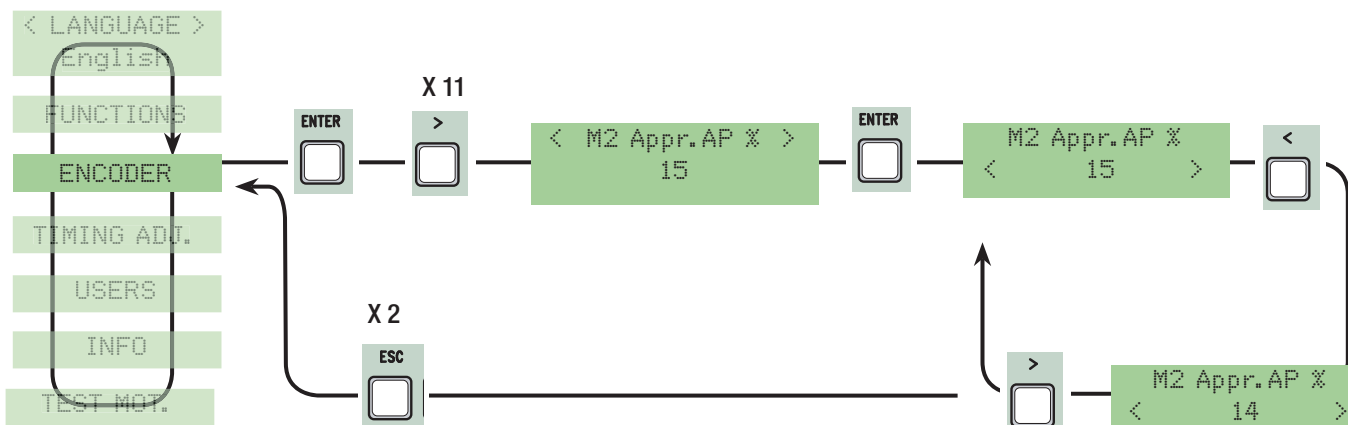 < LANGUAGE >
English
FUNCTIONS
ENCODER
TIMING ADJ.
USERS
INFO
TEST MOT.
ENTER
X 11
>
< M2 Appr.AP % >
15
ENTER
M2 Appr.AP %
< 15 >
<
X 2
ESC
>
M2 Appr.AP %
< 14 >